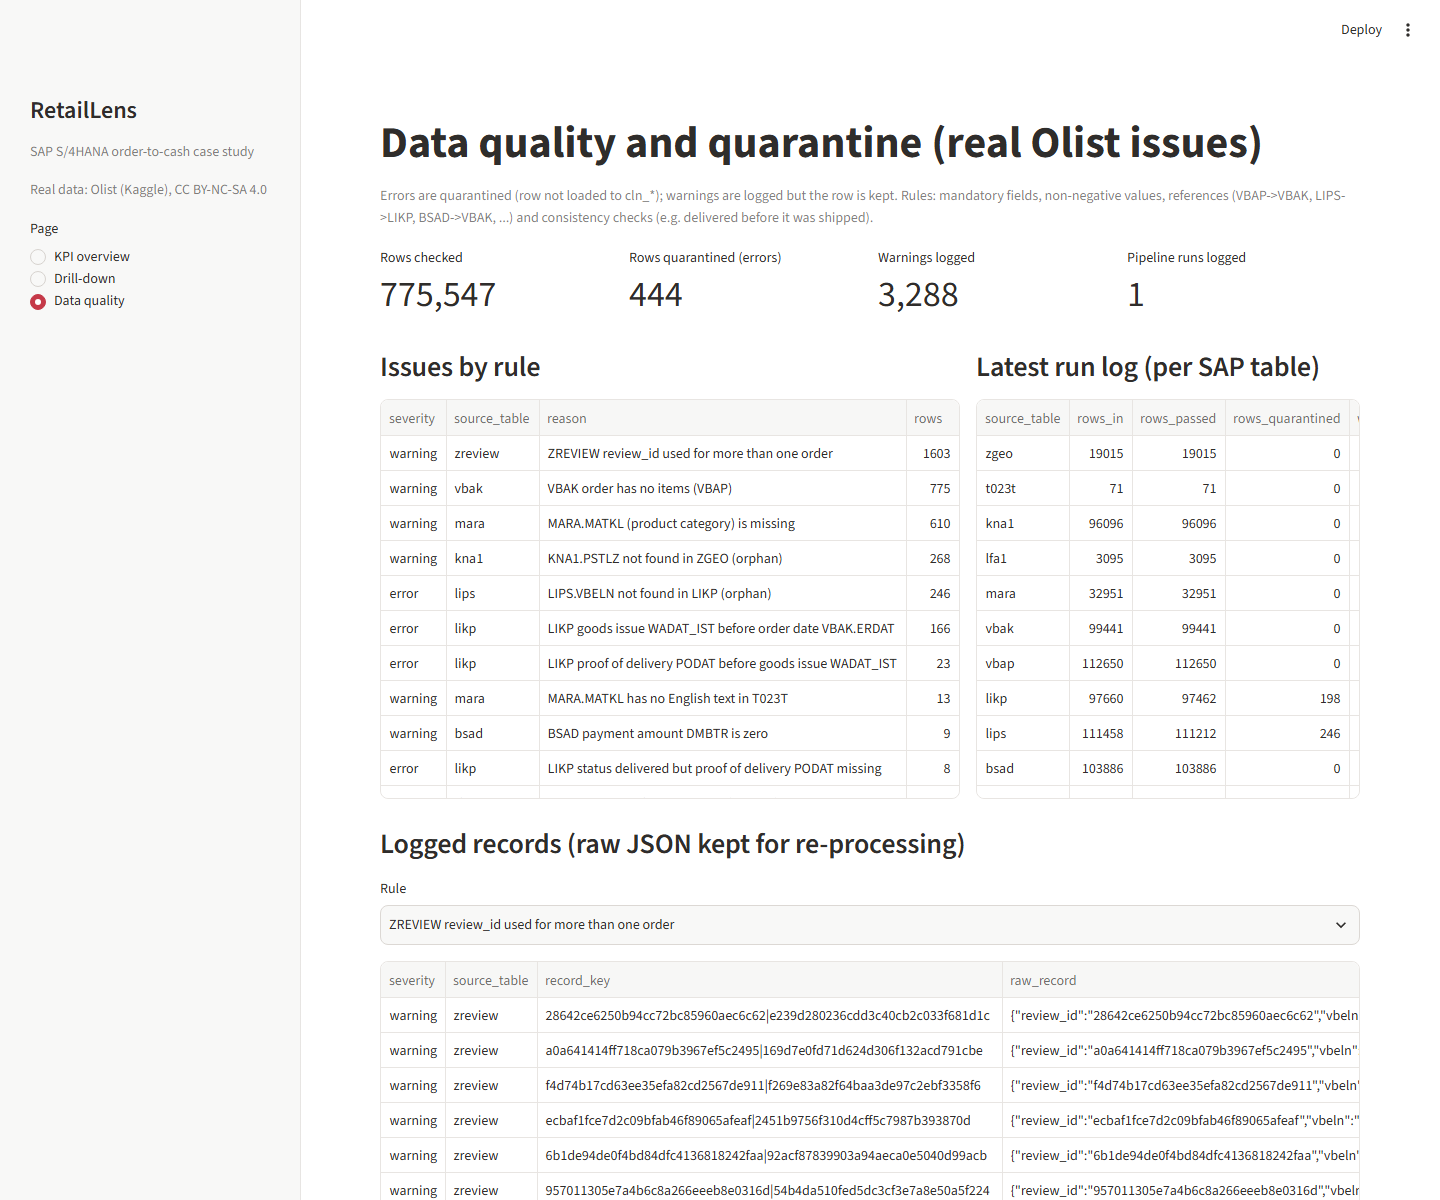 Deploy
RetailLens
SAP S/4HANA order-to-cash case study
Real data: Olist (Kaggle), CC BY-NC-SA 4.0
Page
KPI overview
Drill-down
Data quality
Data quality and quarantine (real Olist issues)
Errors are quarantined (row not loaded to cln_*); warnings are logged but the row is kept. Rules: mandatory fields, non-negative values, references (VBAP->VBAK, LIPS-
>LIKP, BSAD->VBAK, ...) and consistency checks (e.g. delivered before it was shipped).
Rows checked
775,547
Rows quarantined (errors)
444
Warnings logged
3,288
Pipeline runs logged
1
Issues by rule
severity source_table reason rows
warning zreview ZREVIEW review_id used for more than one order 1603
warning vbak VBAK order has no items (VBAP) 775
warning mara MARA.MATKL (product category) is missing 610
warning kna1 KNA1.PSTLZ not found in ZGEO (orphan) 268
error lips LIPS.VBELN not found in LIKP (orphan) 246
error likp LIKP goods issue WADAT_IST before order date VBAK.ERDAT 166
error likp LIKP proof of delivery PODAT before goods issue WADAT_IST 23
warning mara MARA.MATKL has no English text in T023T 13
warning bsad BSAD payment amount DMBTR is zero 9
error likp LIKP status delivered but proof of delivery PODAT missing 8
Latest run log (per SAP table)
source_table rows_in rows_passed rows_quarantined
zgeo 19015 19015 0
t023t 71 71 0
kna1 96096 96096 0
lfa1 3095 3095 0
mara 32951 32951 0
vbak 99441 99441 0
vbap 112650 112650 0
likp 97660 97462 198
lips 111458 111212 246
bsad 103886 103886 0
Logged records (raw JSON kept for re-processing)
Rule
ZREVIEW review_id used for more than one order
severity source_table record_key raw_record
warning zreview 28642ce6250b94cc72bc85960aec6c62|e239d280236cdd3c40cb2c033f681d1c {"review_id":"28642ce6250b94cc72bc85960aec6c62","vbeln
warning zreview a0a641414ff718ca079b3967ef5c2495|169d7e0fd71d624d306f132acd791cbe {"review_id":"a0a641414ff718ca079b3967ef5c2495","vbeln"
warning zreview f4d74b17cd63ee35efa82cd2567de911|f269e83a82f64baa3de97c2ebf3358f6 {"review_id":"f4d74b17cd63ee35efa82cd2567de911","vbeln"
warning zreview ecbaf1fce7d2c09bfab46f89065afeaf|2451b9756f310d4cff5c7987b393870d {"review_id":"ecbaf1fce7d2c09bfab46f89065afeaf","vbeln":"
warning zreview 6b1de94de0f4bd84dfc4136818242faa|92acf87839903a94aeca0e5040d99acb {"review_id":"6b1de94de0f4bd84dfc4136818242faa","vbeln"
warning zreview 957011305e7a4b6c8a266eeeb8e0316d|54b4da510fed5dc3cf3e7a8e50a5f224 {"review_id":"957011305e7a4b6c8a266eeeb8e0316d","vbeln